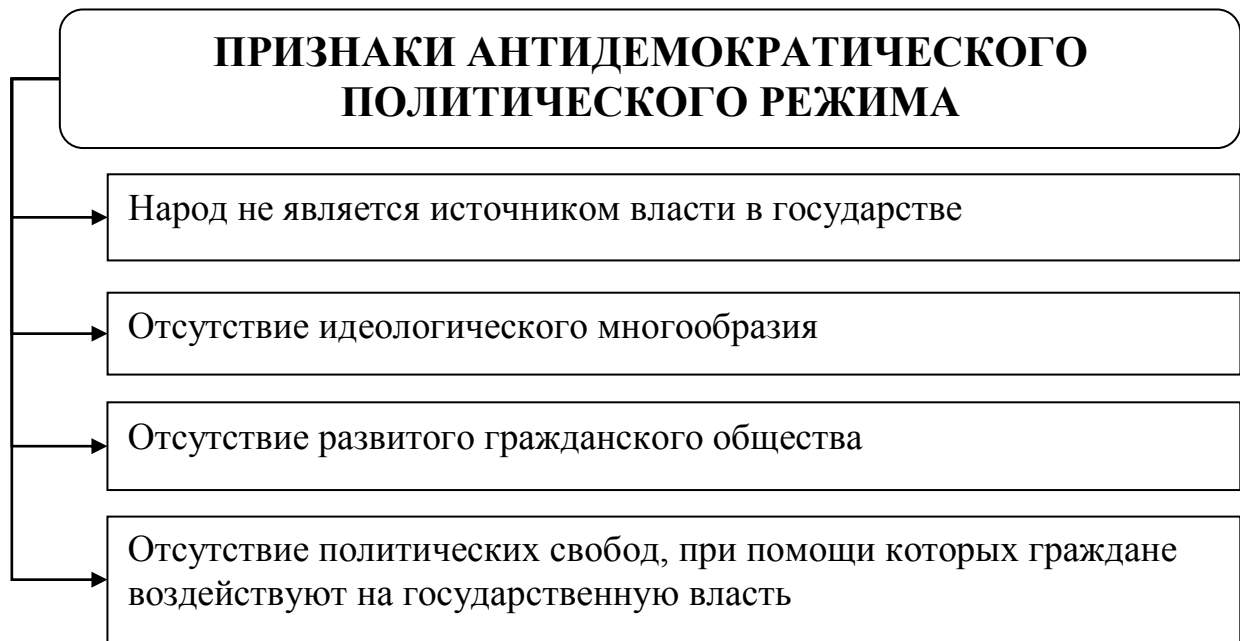 ПРИЗНАКИ АНТИДЕМОКРАТИЧЕСКОГО
ПОЛИТИЧЕСКОГО РЕЖИМА
Народ не является источником власти в государстве
Отсутствие идеологического многообразия
Отсутствие развитого гражданского общества
Отсутствие политических свобод, при помощи которых граждане
воздействуют на государственную власть